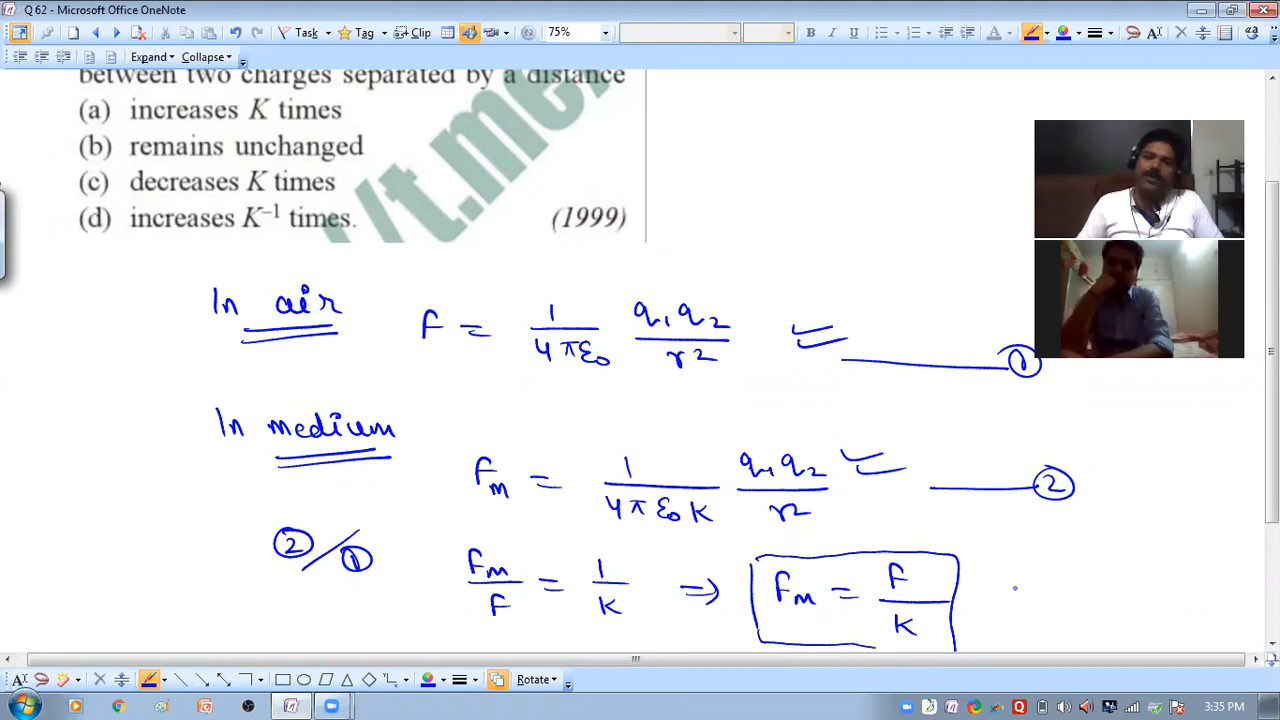 Q 62 - Microsoft Office OneNote
Task Tag Clip 75%
Expand Collapse
between two charges separated by a distance
(a) increases K times
(b) remains unchanged
(c) decreases K times
(d) increases K⁻¹ times. (1999)
/t.me/
In air F = 1/4πε₀ q₁q₂/r² ①
In medium
Fm = 1/4πε₀K q₁q₂/r² ②
②/① Fm/F = 1/K ⇒ Fm = F/K
Rotate
3:35 PM